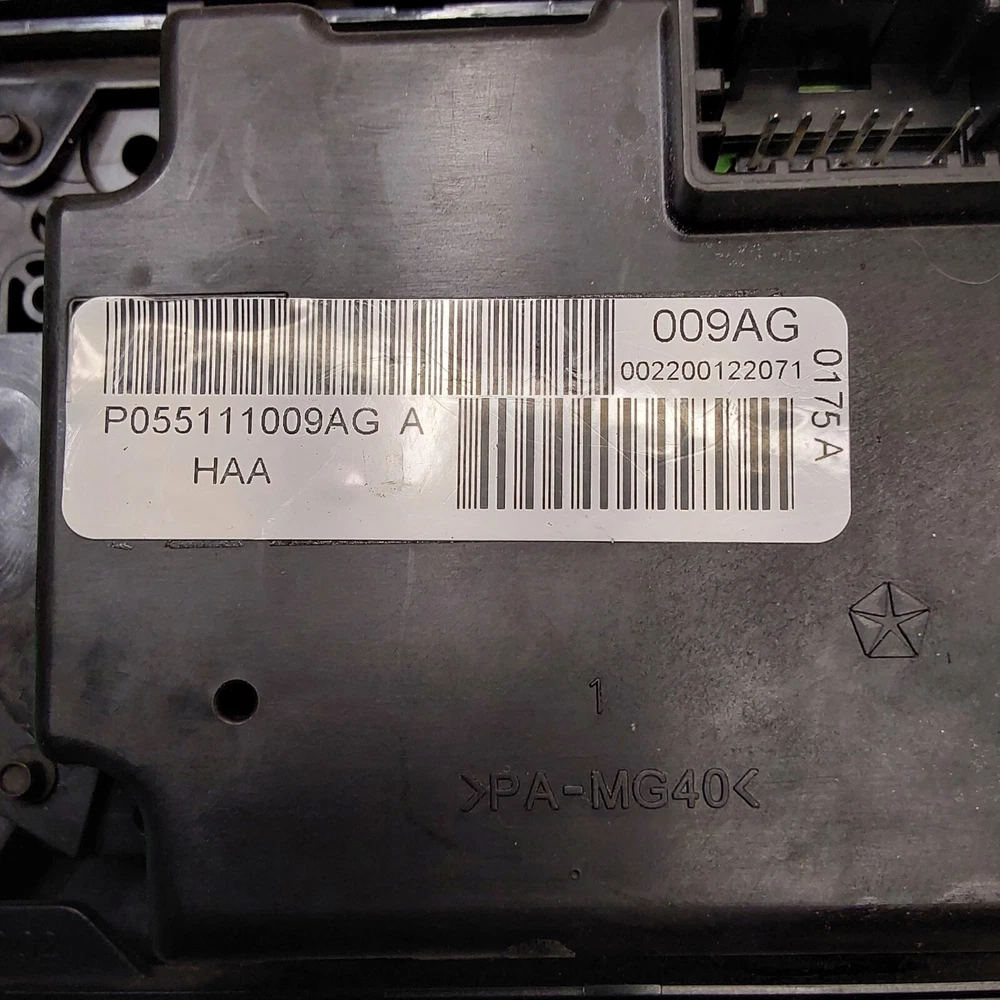 009AG
002200122071
0175A
P055111009AG A
HAA
1
>PA-MG40<